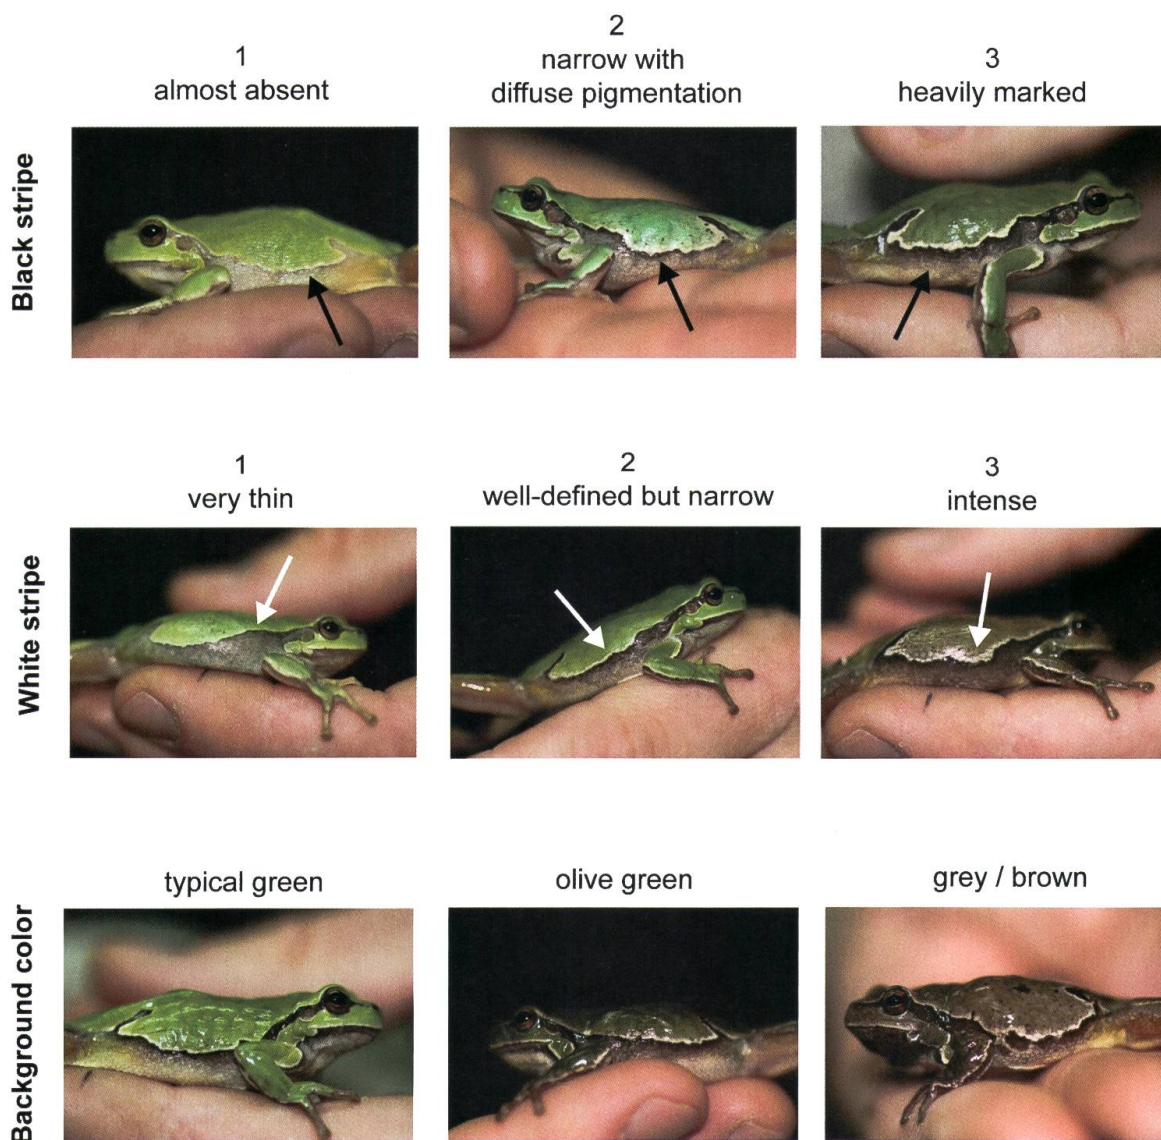 1
almost absent
2
narrow with
diffuse pigmentation
3
heavily marked
Black stripe
1
very thin
2
well-defined but narrow
3
intense
White stripe
typical green
olive green
grey / brown
Background color